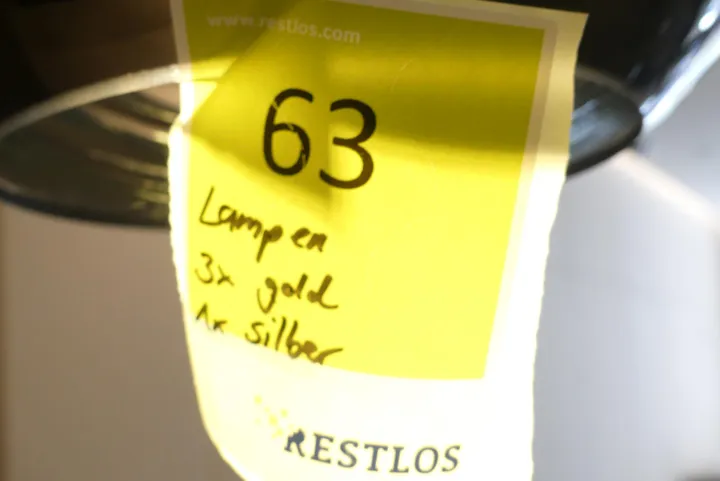 www.restlos.com
63
Lampen
3x gold
1x silber
RESTLOS